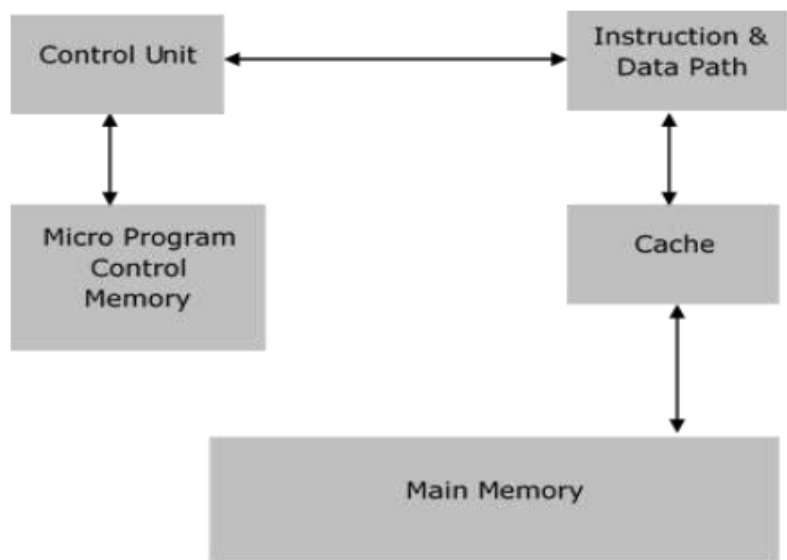 Control Unit
Instruction &
Data Path
Micro Program
Control
Memory
Cache
Main Memory